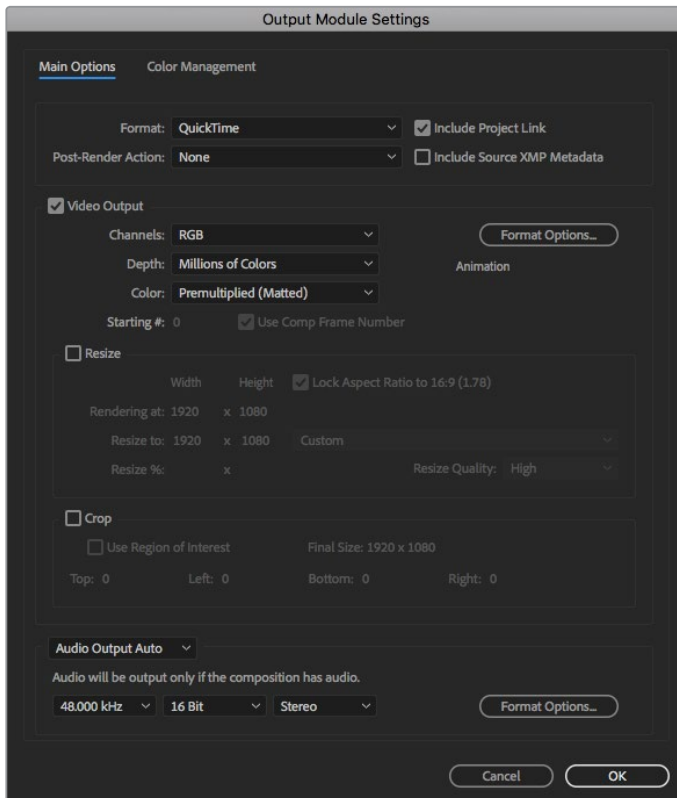 Output Module Settings
Main Options Color Management
Format: QuickTime Include Project Link
Post-Render Action: None Include Source XMP Metadata
Video Output
Channels: RGB Format Options...
Depth: Millions of Colors Animation
Color: Premultiplied (Matted)
Starting #: 0 Use Comp Frame Number
Resize
Width Height Lock Aspect Ratio to 16:9 (1.78)
Rendering at: 1920 x 1080
Resize to: 1920 x 1080 Custom
Resize %: x Resize Quality: High
Crop
Use Region of Interest Final Size: 1920 x 1080
Top: 0 Left: 0 Bottom: 0 Right: 0
Audio Output Auto
Audio will be output only if the composition has audio.
48.000 kHz 16 Bit Stereo Format Options...
Cancel OK